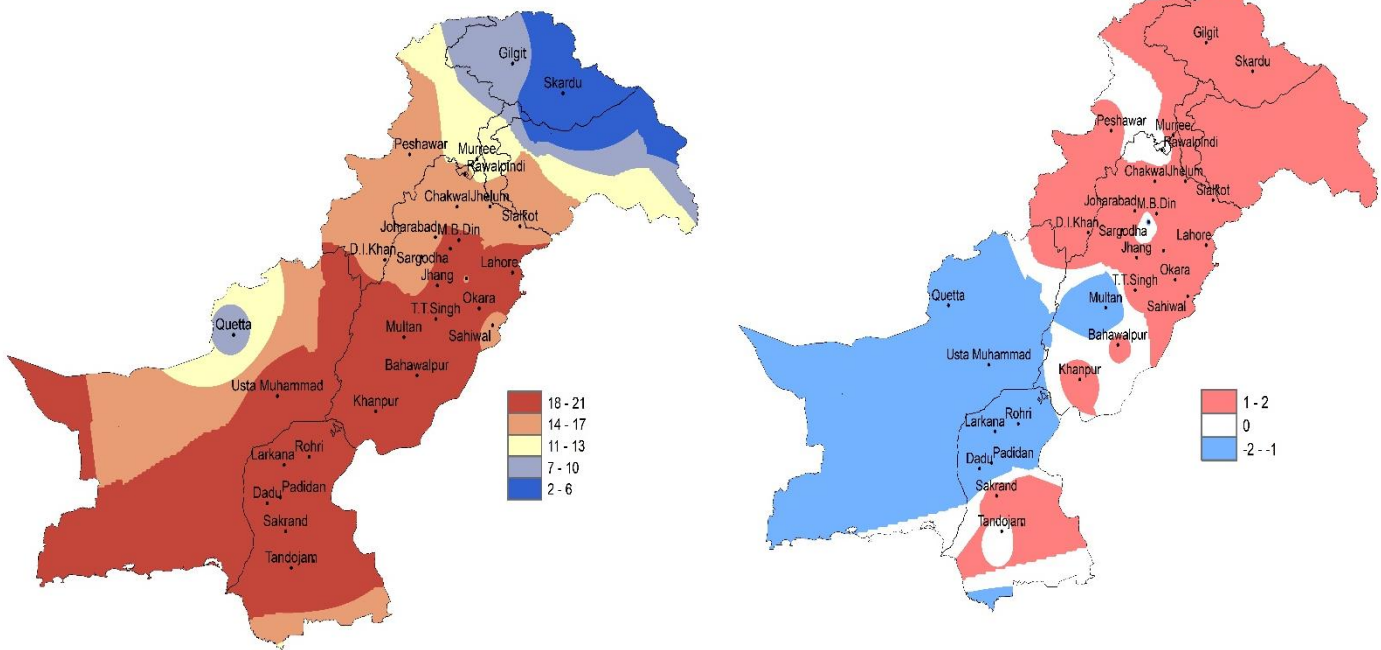 Gilgit
Skardu
Peshawar
Murree
Rawalpindi
Chakwal
Jhelum
Sialkot
Joharabad
M.B.Din
D.I.Khan
Sargodha
Lahore
Jhang
Okara
T.T.Singh
Quetta
Multan
Sahiwal
Bahawalpur
Usta Muhammad
Khanpur
Rohri
Larkana
Padidan
Dadu
Sakrand
Tandojam
18 - 21
14 - 17
11 - 13
7 - 10
2 - 6
Gilgit
Skardu
Peshawar
Murree
Rawalpindi
Chakwal
Jhelum
Sialkot
Joharabad
M.B.Din
D.I.Khan
Sargodha
Lahore
Jhang
Okara
T.T.Singh
Quetta
Multan
Sahiwal
Bahawalpur
Usta Muhammad
Khanpur
Rohri
Larkana
Padidan
Dadu
Sakrand
Tandojam
1 - 2
0
-2 - -1